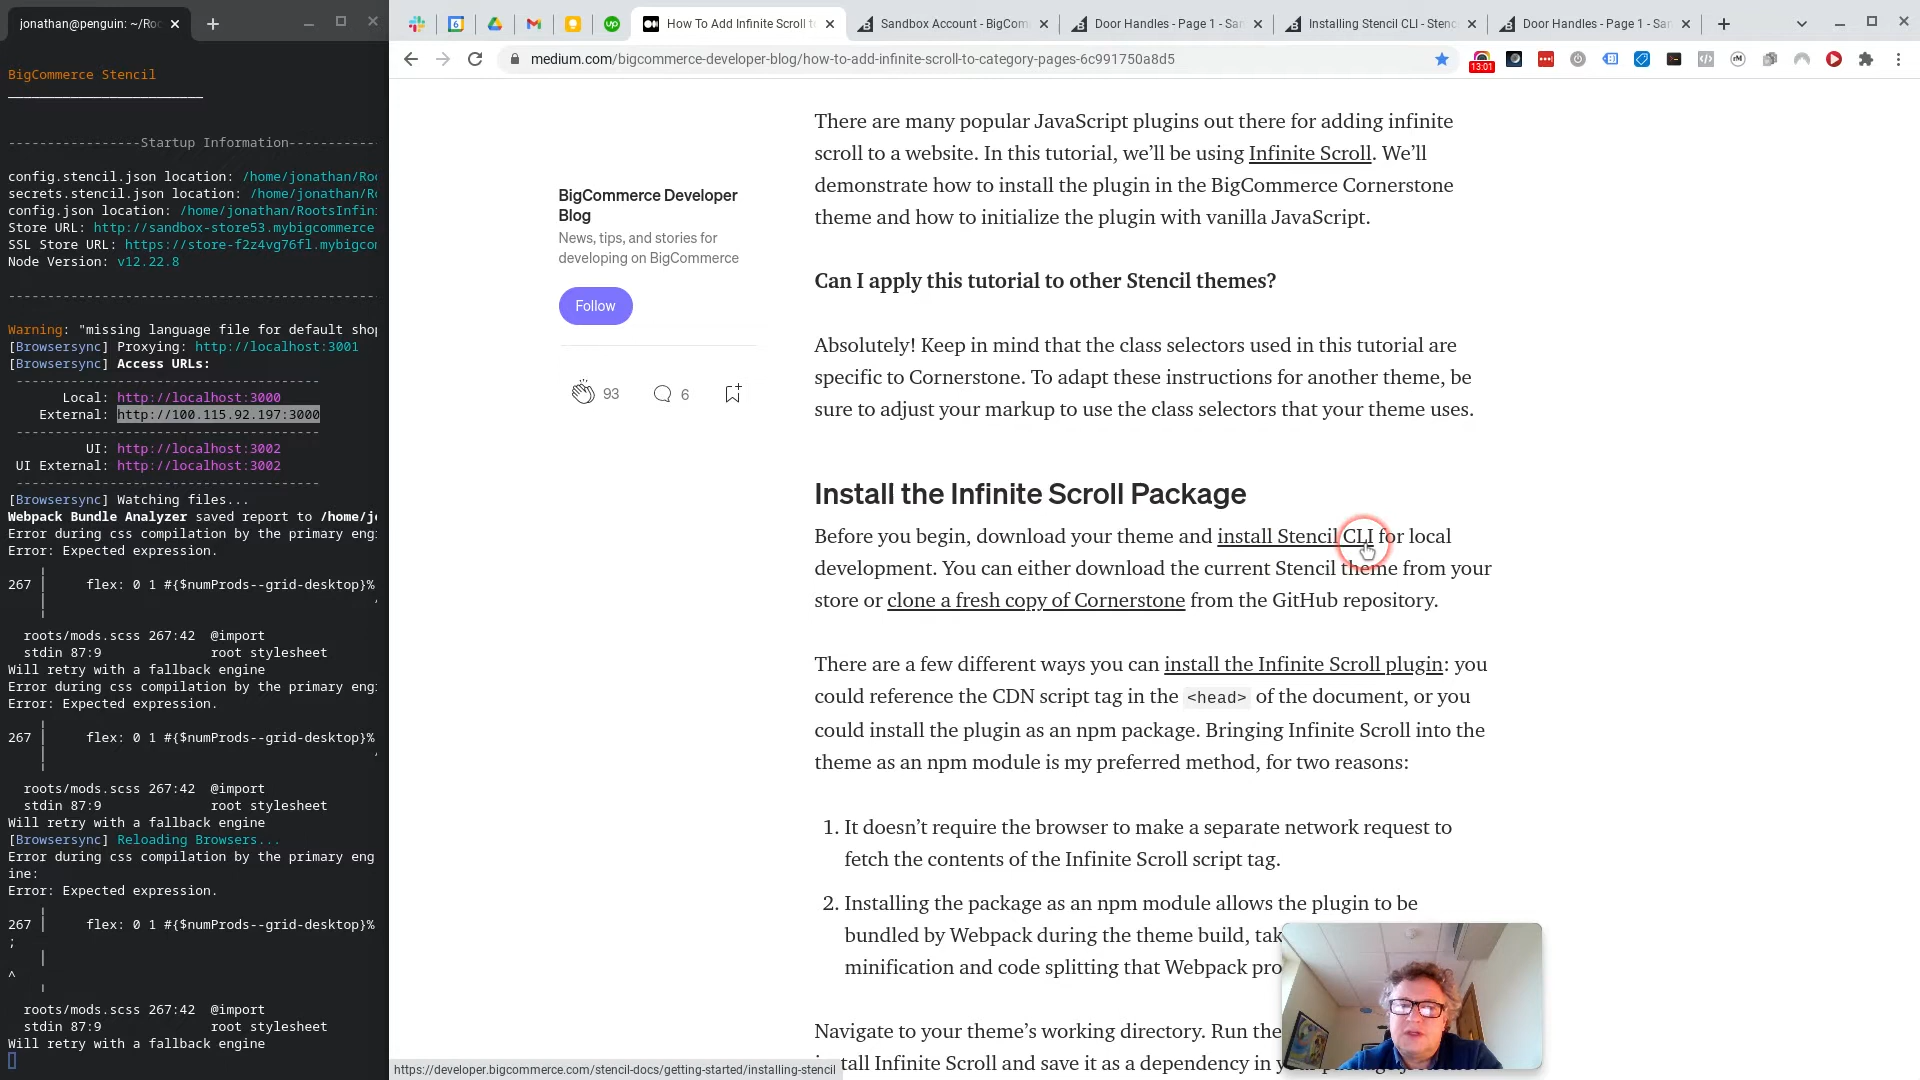 jonathan@penguin: ~/Roo
How To Add Infinite Scroll t
Sandbox Account - BigCom
Door Handles - Page 1 - San
Installing Stencil CLI - Stenc
Door Handles - Page 1 - San
medium.com/bigcommerce-developer-blog/how-to-add-infinite-scroll-to-category-pages-6c991750a8d5
13:01
BigCommerce Stencil
-----------------Startup Information-----------
config.stencil.json location: /home/jonathan/Roo
secrets.stencil.json location: /home/jonathan/R
config.json location: /home/jonathan/RootsInfin
Store URL: http://sandbox-store53.mybigcommerce
SSL Store URL: https://store-f2z4vg76fl.mybigcom
Node Version: v12.22.8
Warning: "missing language file for default shop
[Browsersync] Proxying: http://localhost:3001
[Browsersync] Access URLs:
Local: http://localhost:3000
External: http://100.115.92.197:3000
UI: http://localhost:3002
UI External: http://localhost:3002
[Browsersync] Watching files...
Webpack Bundle Analyzer saved report to /home/j
Error during css compilation by the primary engi
Error: Expected expression.
267 │ flex: 0 1 #{$numProds--grid-desktop}%
roots/mods.scss 267:42 @import
stdin 87:9 root stylesheet
Will retry with a fallback engine
Error during css compilation by the primary engi
Error: Expected expression.
267 │ flex: 0 1 #{$numProds--grid-desktop}%
roots/mods.scss 267:42 @import
stdin 87:9 root stylesheet
Will retry with a fallback engine
[Browsersync] Reloading Browsers...
Error during css compilation by the primary eng
ine:
Error: Expected expression.
267 │ flex: 0 1 #{$numProds--grid-desktop}%
;
^
roots/mods.scss 267:42 @import
stdin 87:9 root stylesheet
Will retry with a fallback engine
BigCommerce Developer
Blog
News, tips, and stories for
developing on BigCommerce
Follow
93 6
There are many popular JavaScript plugins out there for adding infinite
scroll to a website. In this tutorial, we’ll be using Infinite Scroll. We’ll
demonstrate how to install the plugin in the BigCommerce Cornerstone
theme and how to initialize the plugin with vanilla JavaScript.
Can I apply this tutorial to other Stencil themes?
Absolutely! Keep in mind that the class selectors used in this tutorial are
specific to Cornerstone. To adapt these instructions for another theme, be
sure to adjust your markup to use the class selectors that your theme uses.
Install the Infinite Scroll Package
Before you begin, download your theme and install Stencil CLI for local
development. You can either download the current Stencil theme from your
store or clone a fresh copy of Cornerstone from the GitHub repository.
There are a few different ways you can install the Infinite Scroll plugin: you
could reference the CDN script tag in the <head> of the document, or you
could install the plugin as an npm package. Bringing Infinite Scroll into the
theme as an npm module is my preferred method, for two reasons:
1. It doesn’t require the browser to make a separate network request to
fetch the contents of the Infinite Scroll script tag.
2. Installing the package as an npm module allows the plugin to be
bundled by Webpack during the theme build, tak
minification and code splitting that Webpack pro
Navigate to your theme’s working directory. Run the
tall Infinite Scroll and save it as a dependency in
https://developer.bigcommerce.com/stencil-docs/getting-started/installing-stencil